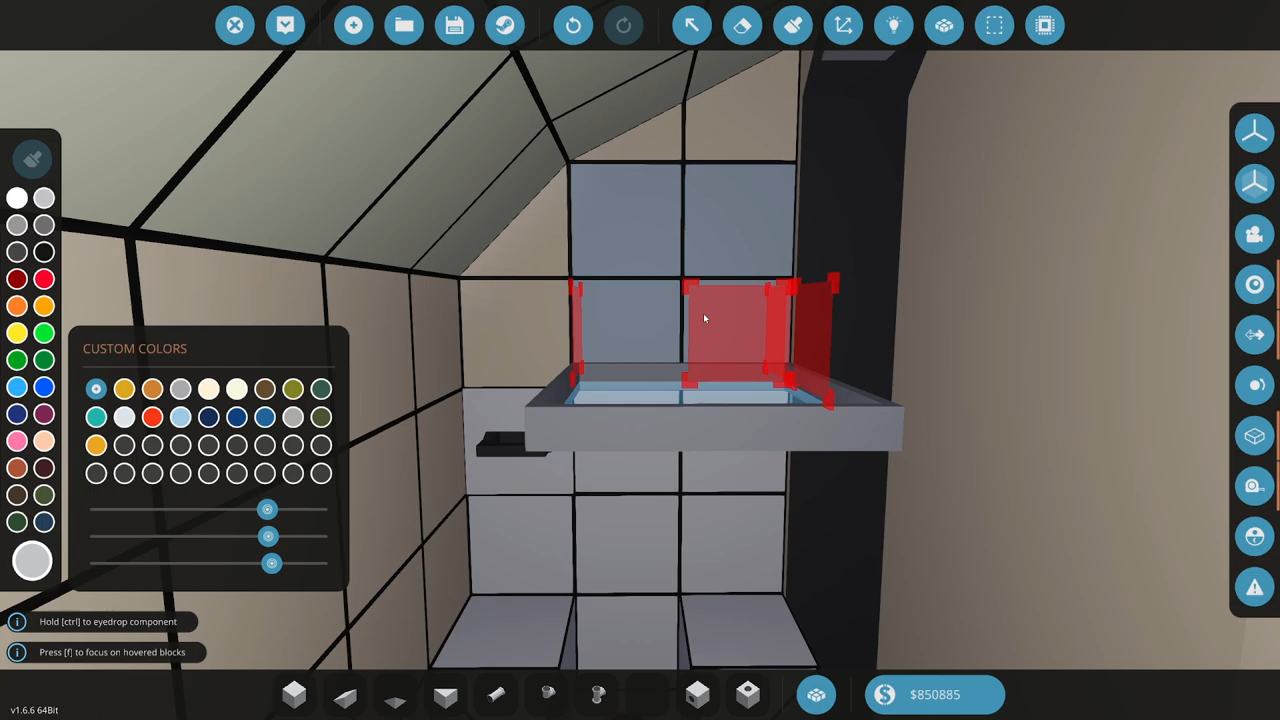 CUSTOM COLORS
Hold [ctrl] to eyedrop component
Press [f] to focus on hovered blocks
$850885
v1.6.6 64Bit